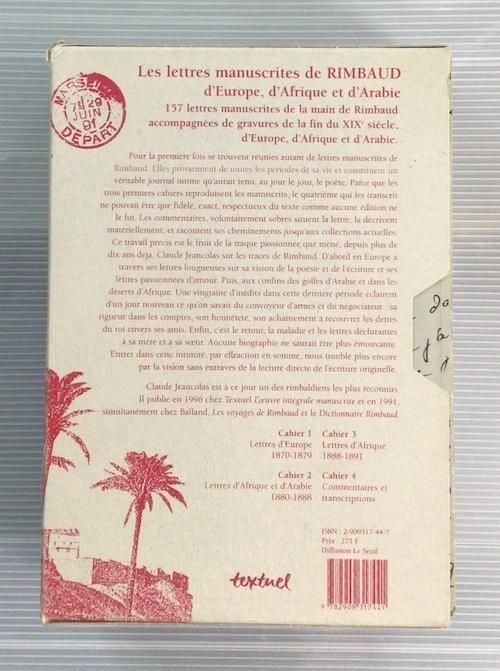 MARSEILLE
7E 29
JUIN
91
DEPART
Les lettres manuscrites de RIMBAUD
d'Europe, d'Afrique et d'Arabie
157 lettres manuscrites de la main de Rimbaud
accompagnées de gravures de la fin du XIXe siècle,
d'Europe, d'Afrique et d'Arabie.
Pour la première fois se trouvent réunies autant de lettres manuscrites de
Rimbaud. Elles proviennent de toutes les périodes de sa vie et constituent un
véritable journal intime qu'aurait tenu, au jour le jour, le poète. Parce que les
trois premiers cahiers reproduisent les manuscrits, le quatrième qui les transcrit
ne pouvait être que fidèle, exact, respectueux du texte comme aucune édition ne
le fut. Les commentaires, volontairement sobres situent la lettre, la décrivent
matériellement, et racontent ses cheminements jusqu'aux collections actuelles.
Ce travail précis est le fruit de la traque passionnée que mène, depuis plus de
dix ans déjà, Claude Jeancolas sur les traces de Rimbaud. D'abord en Europe à
travers ses lettres fougueuses sur sa vision de la poésie et de l'écriture et ses
lettres passionnées d'amour. Puis, aux confins des golfes d'Arabie et dans les
déserts d'Afrique. Une vingtaine d'inédits dans cette dernière période éclairent
d'un jour nouveau ce qu'on savait du convoyeur d'armes et du négociateur : sa
rigueur dans les comptes, son honnêteté, son acharnement à recouvrer les dettes
du roi envers ses amis. Enfin, c'est le retour, la maladie et les lettres déchirantes
à sa mère et à sa sœur. Aucune biographie ne saurait être plus émouvante.
Entrer dans cette intimité, par effraction en somme, nous trouble plus encore
par la vision sans entraves de la lecture directe de l'écriture originelle.
Claude Jeancolas est à ce jour un des rimbaldiens les plus reconnus.
Il publie en 1996 chez Textuel L'œuvre intégrale manuscrite et en 1991,
simultanément chez Balland, Les voyages de Rimbaud et le Dictionnaire Rimbaud
Cahier 1
Lettres d'Europe
1870-1879
Cahier 3
Lettres d'Afrique
1888-1891
Cahier 2
Lettres d'Afrique et d'Arabie
1880-1888
Cahier 4
Commentaires et
transcriptions
ISBN : 2-909317-44-7
Prix : 275 F
Diffusion Le Seuil
textuel
9 782909 317441